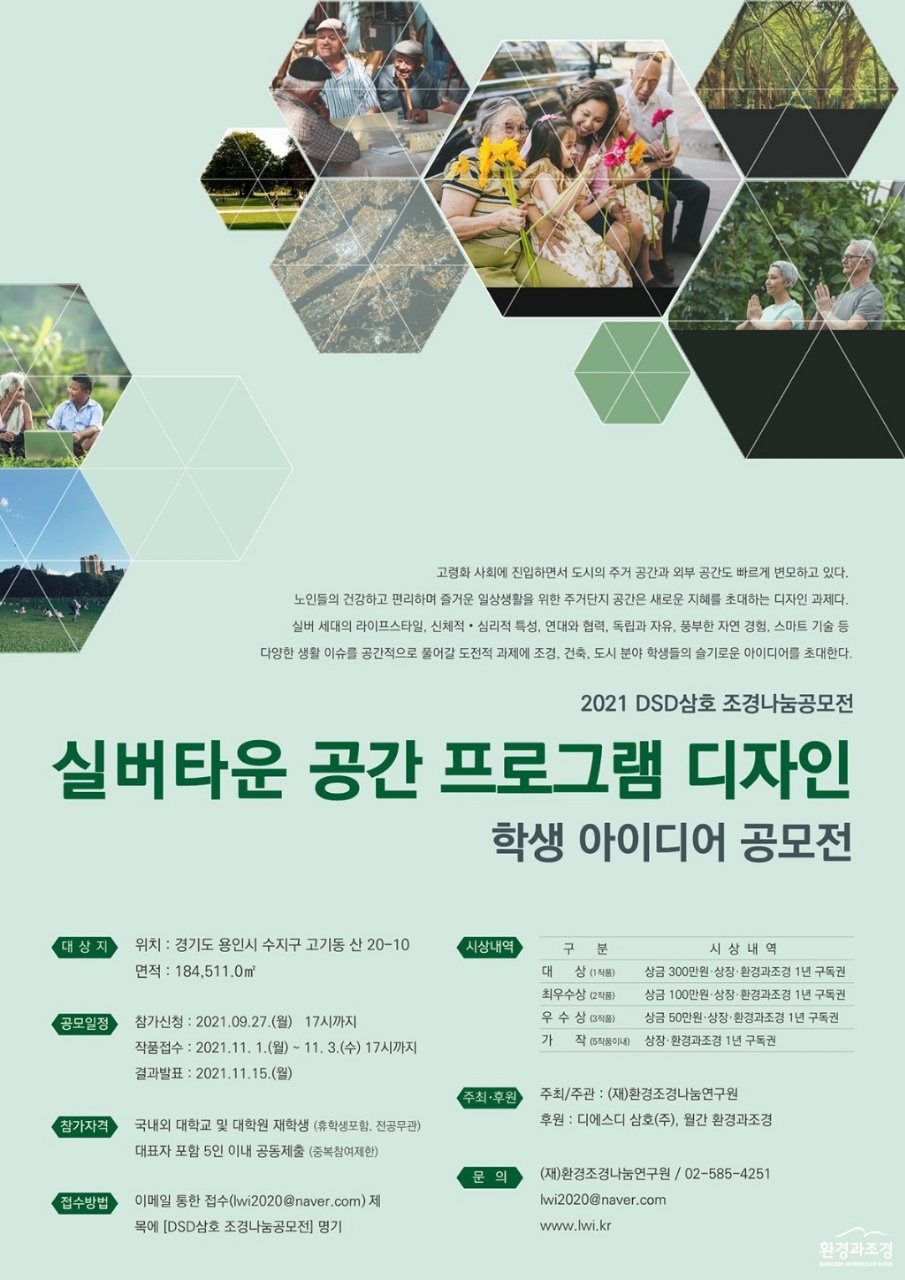 고령화 사회에 진입하면서 도시의 주거 공간과 외부 공간도 빠르게 변모하고 있다.
노인들의 건강하고 편리하며 즐거운 일상생활을 위한 주거단지 공간은 새로운 지혜를 초대하는 디자인 과제다.
실버 세대의 라이프스타일, 신체적 • 심리적 특성, 연대와 협력, 독립과 자유, 풍부한 자연 경험, 스마트 기술 등
다양한 생활 이슈를 공간적으로 풀어갈 도전적 과제에 조경, 건축, 도시 분야 학생들의 슬기로운 아이디어를 초대한다.
2021 DSD삼호 조경나눔공모전
실버타운 공간 프로그램 디자인
학생 아이디어 공모전
대 상 지
위치 : 경기도 용인시 수지구 고기동 산 20-10
면적 : 184,511.0㎡
공모일정
참가신청 : 2021.09.27.(월) 17시까지
작품접수 : 2021.11. 1.(월) ~ 11. 3.(수) 17시까지
결과발표 : 2021.11.15.(월)
참가자격
국내외 대학교 및 대학원 재학생 (휴학생포함, 전공무관)
대표자 포함 5인 이내 공동제출 (중복참여제한)
접수방법
이메일 통한 접수(lwi2020@naver.com) 제
목에 [DSD삼호 조경나눔공모전] 명기
시상내역
구 분 시 상 내 역
대 상 (1작품) 상금 300만원·상장·환경과조경 1년 구독권
최우수상 (2작품) 상금 100만원·상장·환경과조경 1년 구독권
우 수 상 (3작품) 상금 50만원·상장·환경과조경 1년 구독권
가 작 (5작품이내) 상장·환경과조경 1년 구독권
주최·후원
주최/주관 : (재)환경조경나눔연구원
후원 : 디에스디 삼호(주), 월간 환경과조경
문 의
(재)환경조경나눔연구원 / 02-585-4251
lwi2020@naver.com
www.lwi.kr
환경과조경